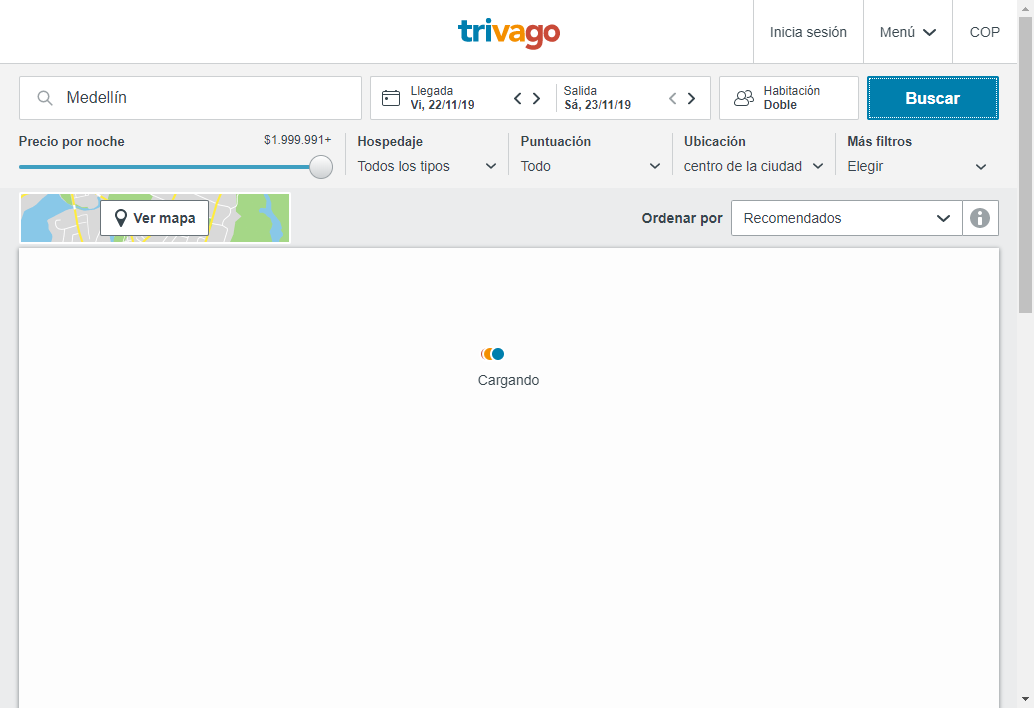 trivago
Inicia sesión
Menú
COP
Medellín
Llegada
Vi, 22/11/19
Salida
Sá, 23/11/19
Habitación
Doble
Buscar
Precio por noche
$1.999.991+
Hospedaje
Todos los tipos
Puntuación
Todo
Ubicación
centro de la ciudad
Más filtros
Elegir
Ver mapa
Ordenar por
Recomendados
Cargando